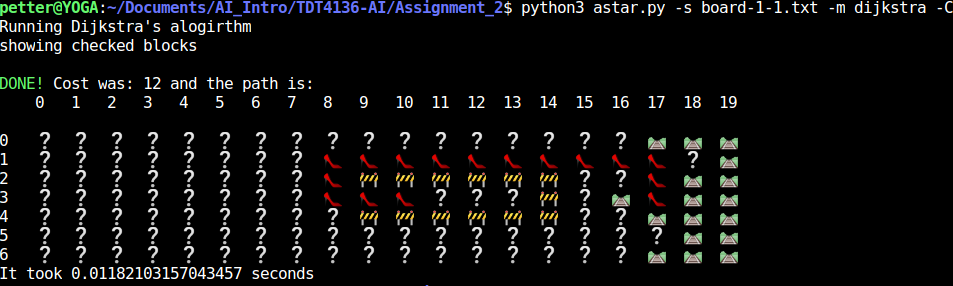 petter@YOGA:~/Documents/AI_Intro/TDT4136-AI/Assignment_2$ python3 astar.py -s board-1-1.txt -m dijkstra -C
Running Dijkstra's alogirthm
showing checked blocks
DONE! Cost was: 12 and the path is:
0 1 2 3 4 5 6 7 8 9 10 11 12 13 14 15 16 17 18 19
0 ? ? ? ? ? ? ? ? ? ? ? ? ? ? ? ? ?
1 ? ? ? ? ? ? ? ? ?
2 ? ? ? ? ? ? ? ? ? ?
3 ? ? ? ? ? ? ? ? ? ? ? ?
4 ? ? ? ? ? ? ? ? ? ? ?
5 ? ? ? ? ? ? ? ? ? ? ? ? ? ? ? ? ? ?
6 ? ? ? ? ? ? ? ? ? ? ? ? ? ? ? ? ?
It took 0.01182103157043457 seconds